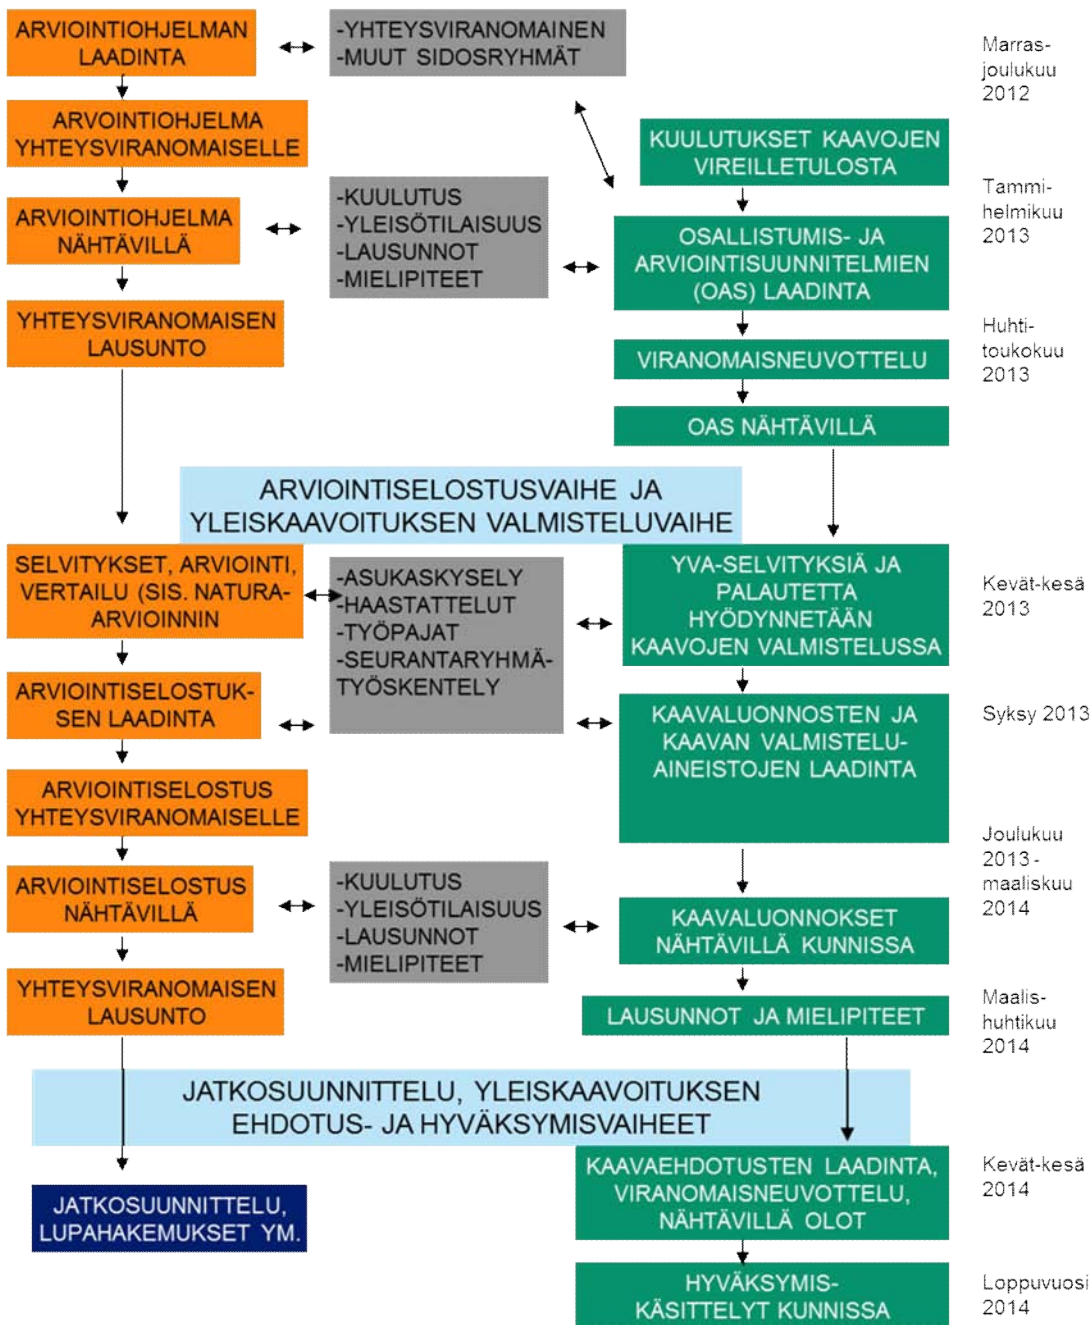 ARVIOINTIOHJELMAN
LAADINTA
-YHTEYSVIRANOMAINEN
-MUUT SIDOSRYHMÄT
Marras-
joulukuu
2012
ARVOINTIOHJELMA
YHTEYSVIRANOMAISELLE
KUULUTUKSET KAAVOJEN
VIREILLETULOSTA
ARVIOINTIOHJELMA
NÄHTÄVILLÄ
-KUULUTUS
-YLEISÖTILAISUUS
-LAUSUNNOT
-MIELIPITEET
Tammi-
helmikuu
2013
OSALLISTUMIS- JA
ARVIOINTISUUNNITELMIEN
(OAS) LAADINTA
YHTEYSVIRANOMAISEN
LAUSUNTO
VIRANOMAISNEUVOTTELU
Huhti-
toukokuu
2013
OAS NÄHTÄVILLÄ
ARVIOINTISELOSTUSVAIHE JA
YLEISKAAVOITUKSEN VALMISTELUVAIHE
SELVITYKSET, ARVIOINTI,
VERTAILU (SIS. NATURA-
ARVIOINNIN
-ASUKASKYSELY
-HAASTATTELUT
-TYÖPAJAT
-SEURANTARYHMÄ-
TYÖSKENTELY
YVA-SELVITYKSIÄ JA
PALAUTETTA
HYÖDYNNETÄÄN
KAAVOJEN VALMISTELUSSA
Kevät-kesä
2013
ARVIOINTISELOSTUK-
SEN LAADINTA
KAAVALUONNOSTEN JA
KAAVAN VALMISTELU-
AINEISTOJEN LAADINTA
Syksy 2013
ARVIOINTISELOSTUS
YHTEYSVIRANOMAISELLE
Joulukuu
2013-
maaliskuu
2014
ARVIOINTISELOSTUS
NÄHTÄVILLÄ
-KUULUTUS
-YLEISÖTILAISUUS
-LAUSUNNOT
-MIELIPITEET
KAAVALUONNOKSET
NÄHTÄVILLÄ KUNNISSA
YHTEYSVIRANOMAISEN
LAUSUNTO
LAUSUNNOT JA MIELIPITEET
Maalis-
huhtikuu
2014
JATKOSUUNNITTELU, YLEISKAAVOITUKSEN
EHDOTUS- JA HYVÄKSYMISVAIHEET
JATKOSUUNNITTELU,
LUPAHAKEMUKSET YM.
KAAVAEHDOTUSTEN LAADINTA,
VIRANOMAISNEUVOTTELU,
NÄHTÄVILLÄ OLOT
Kevät-kesä
2014
HYVÄKSYMIS-
KÄSITTELYT KUNNISSA
Loppuvuosi
2014